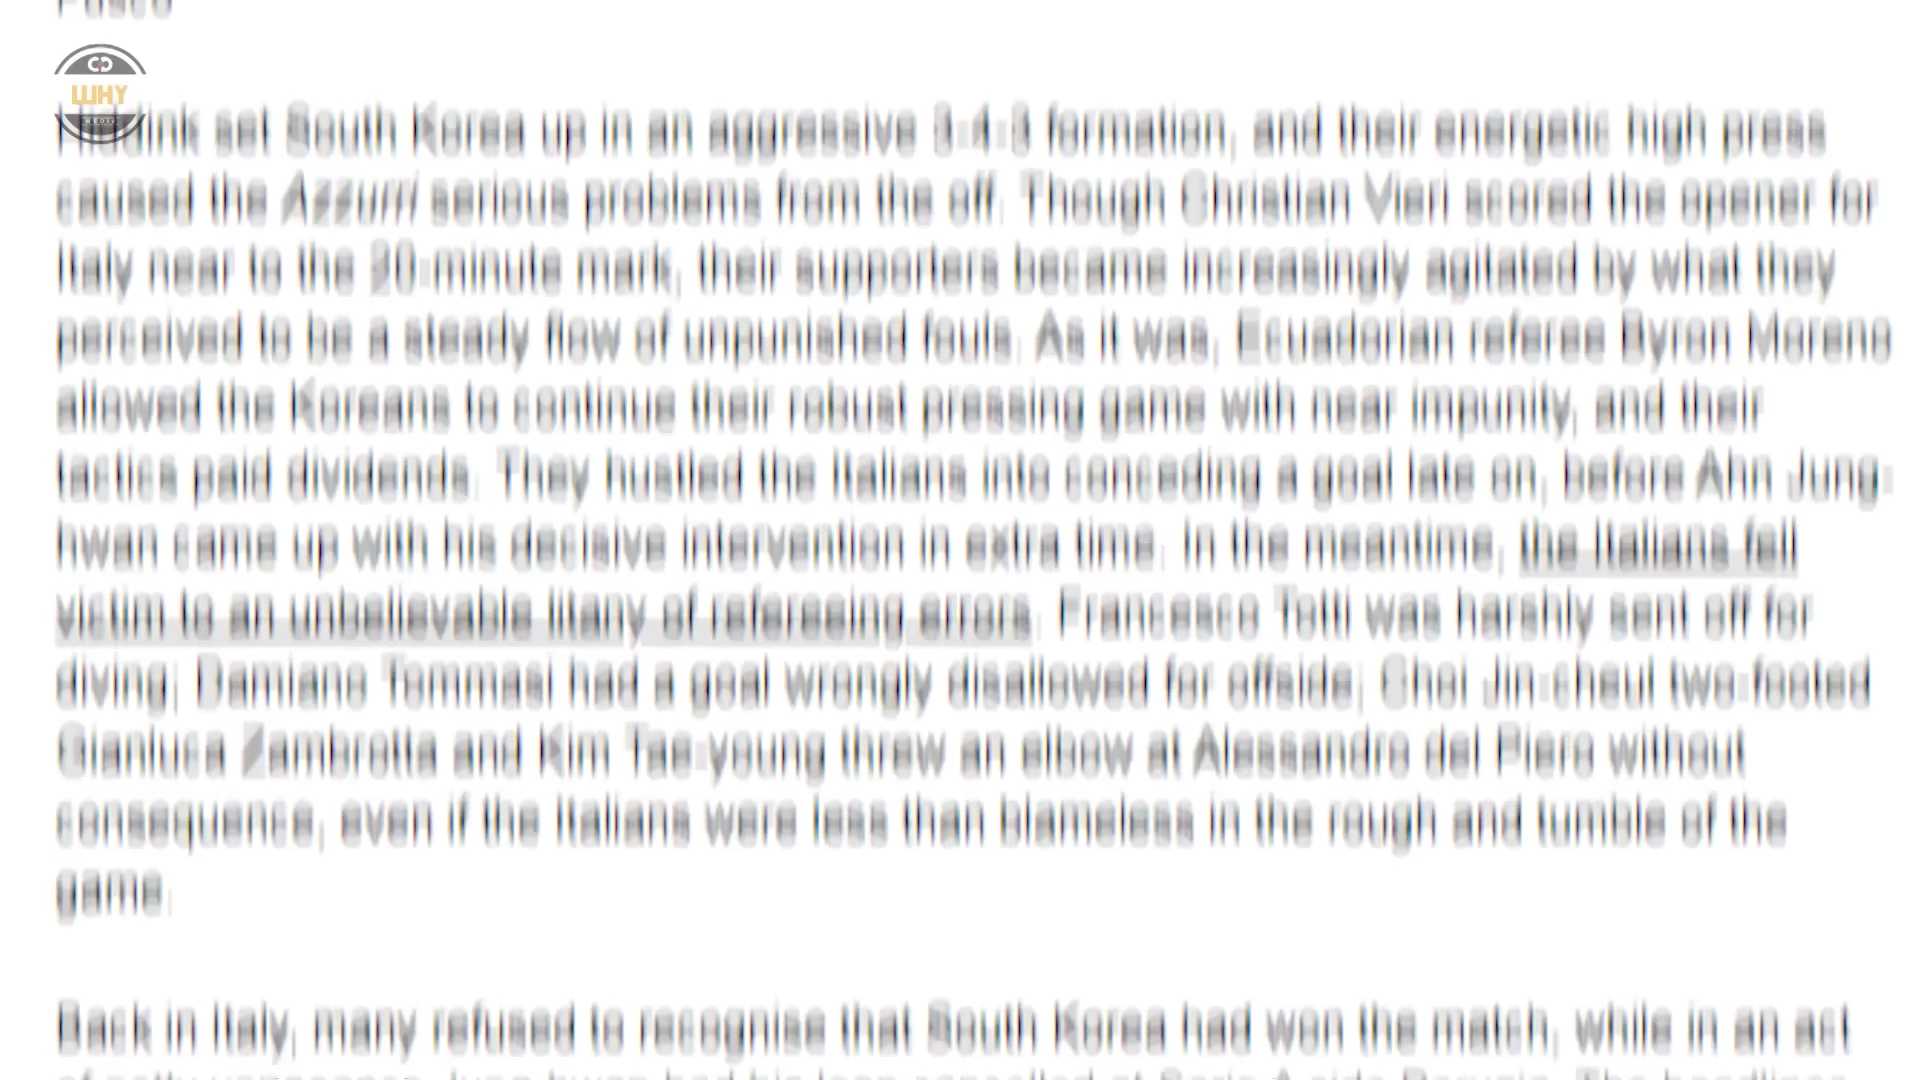 WHY
MEDIA
Hiddink set South Korea up in an aggressive 3-4-3 formation, and their energetic high press
caused the Azzurri serious problems from the off. Though Christian Vieri scored the opener for
Italy near to the 20-minute mark, their supporters became increasingly agitated by what they
perceived to be a steady flow of unpunished fouls. As it was, Ecuadorian referee Byron Moreno
allowed the Koreans to continue their robust pressing game with near impunity, and their
tactics paid dividends. They hustled the Italians into conceding a goal late on, before Ahn Jung-
hwan came up with his decisive intervention in extra time. In the meantime, the Italians fell
victim to an unbelievable litany of refereeing errors. Francesco Totti was harshly sent off for
diving; Damiano Tommasi had a goal wrongly disallowed for offside; Choi Jin-cheul two-footed
Gianluca Zambrotta and Kim Tae-young threw an elbow at Alessandro del Piero without
consequence, even if the Italians were less than blameless in the rough and tumble of the
game.
Back in Italy, many refused to recognise that South Korea had won the match, while in an act